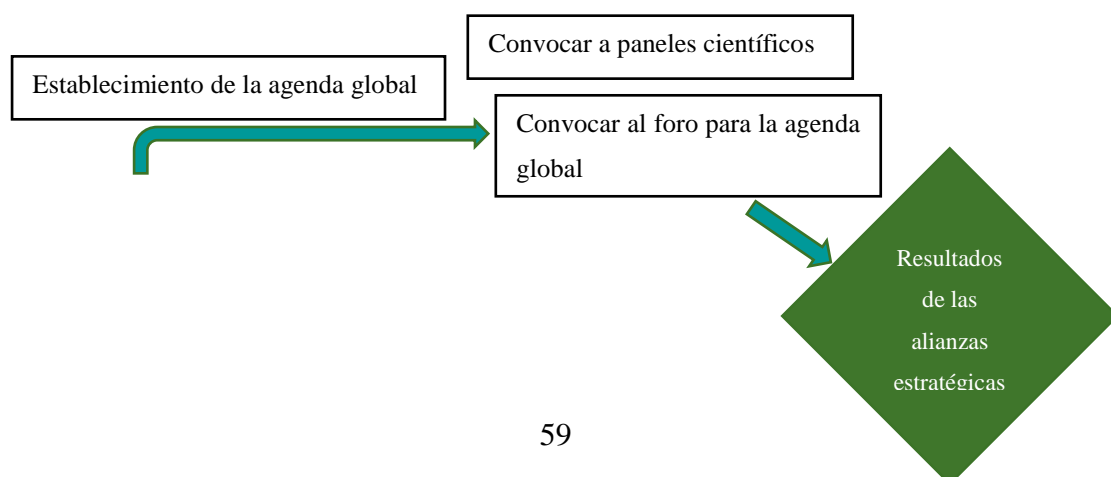 Convocar a paneles científicos
Establecimiento de la agenda global
Convocar al foro para la agenda
global
Resultados
de las
alianzas
estratégicas
59